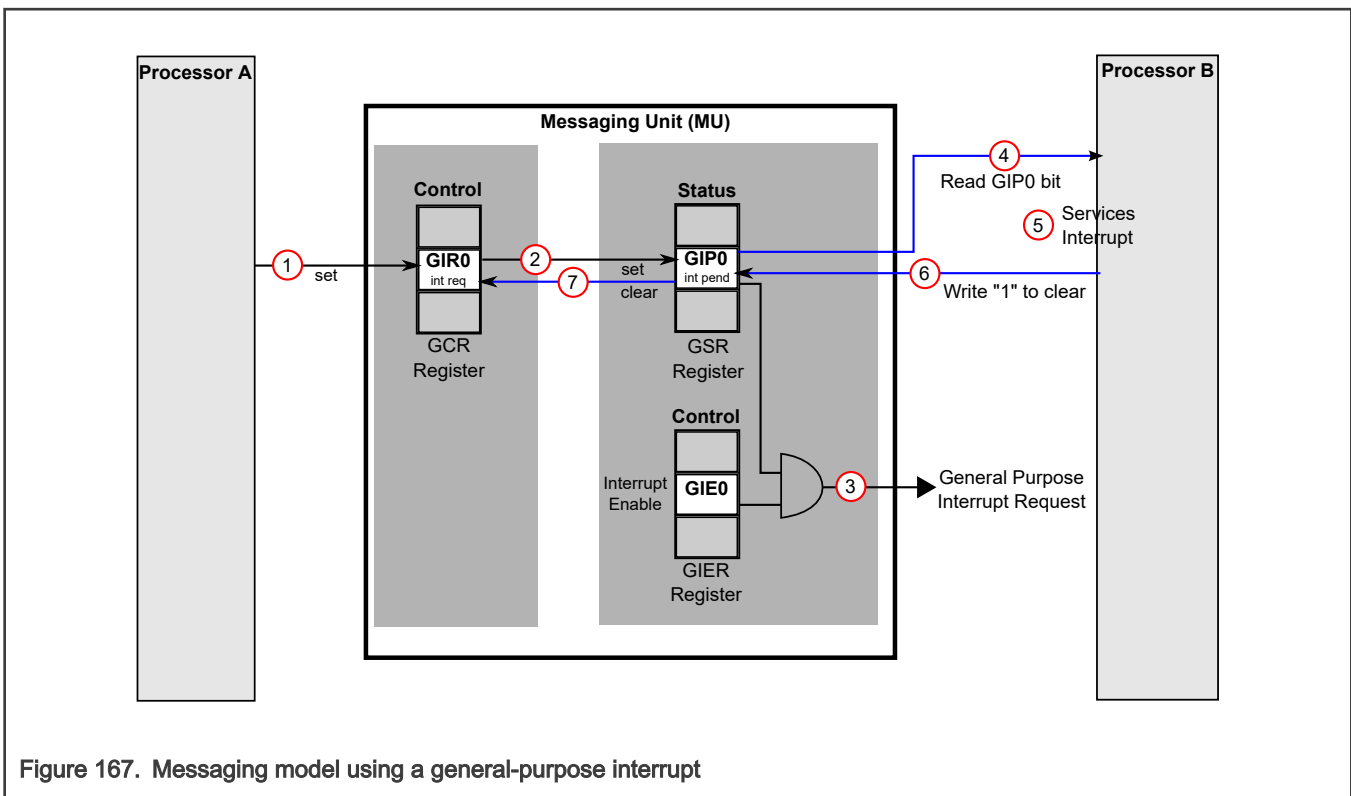 Processor A
Processor B
Messaging Unit (MU)
4
Read GIP0 bit
Control
Status
5
Services
Interrupt
GIR0
int req
1
set
2
set
GIP0
int pend
6
Write "1" to clear
7
clear
GCR
Register
GSR
Register
Control
Interrupt
Enable
GIE0
3
General Purpose
Interrupt Request
GIER
Register
Figure 167. Messaging model using a general-purpose interrupt